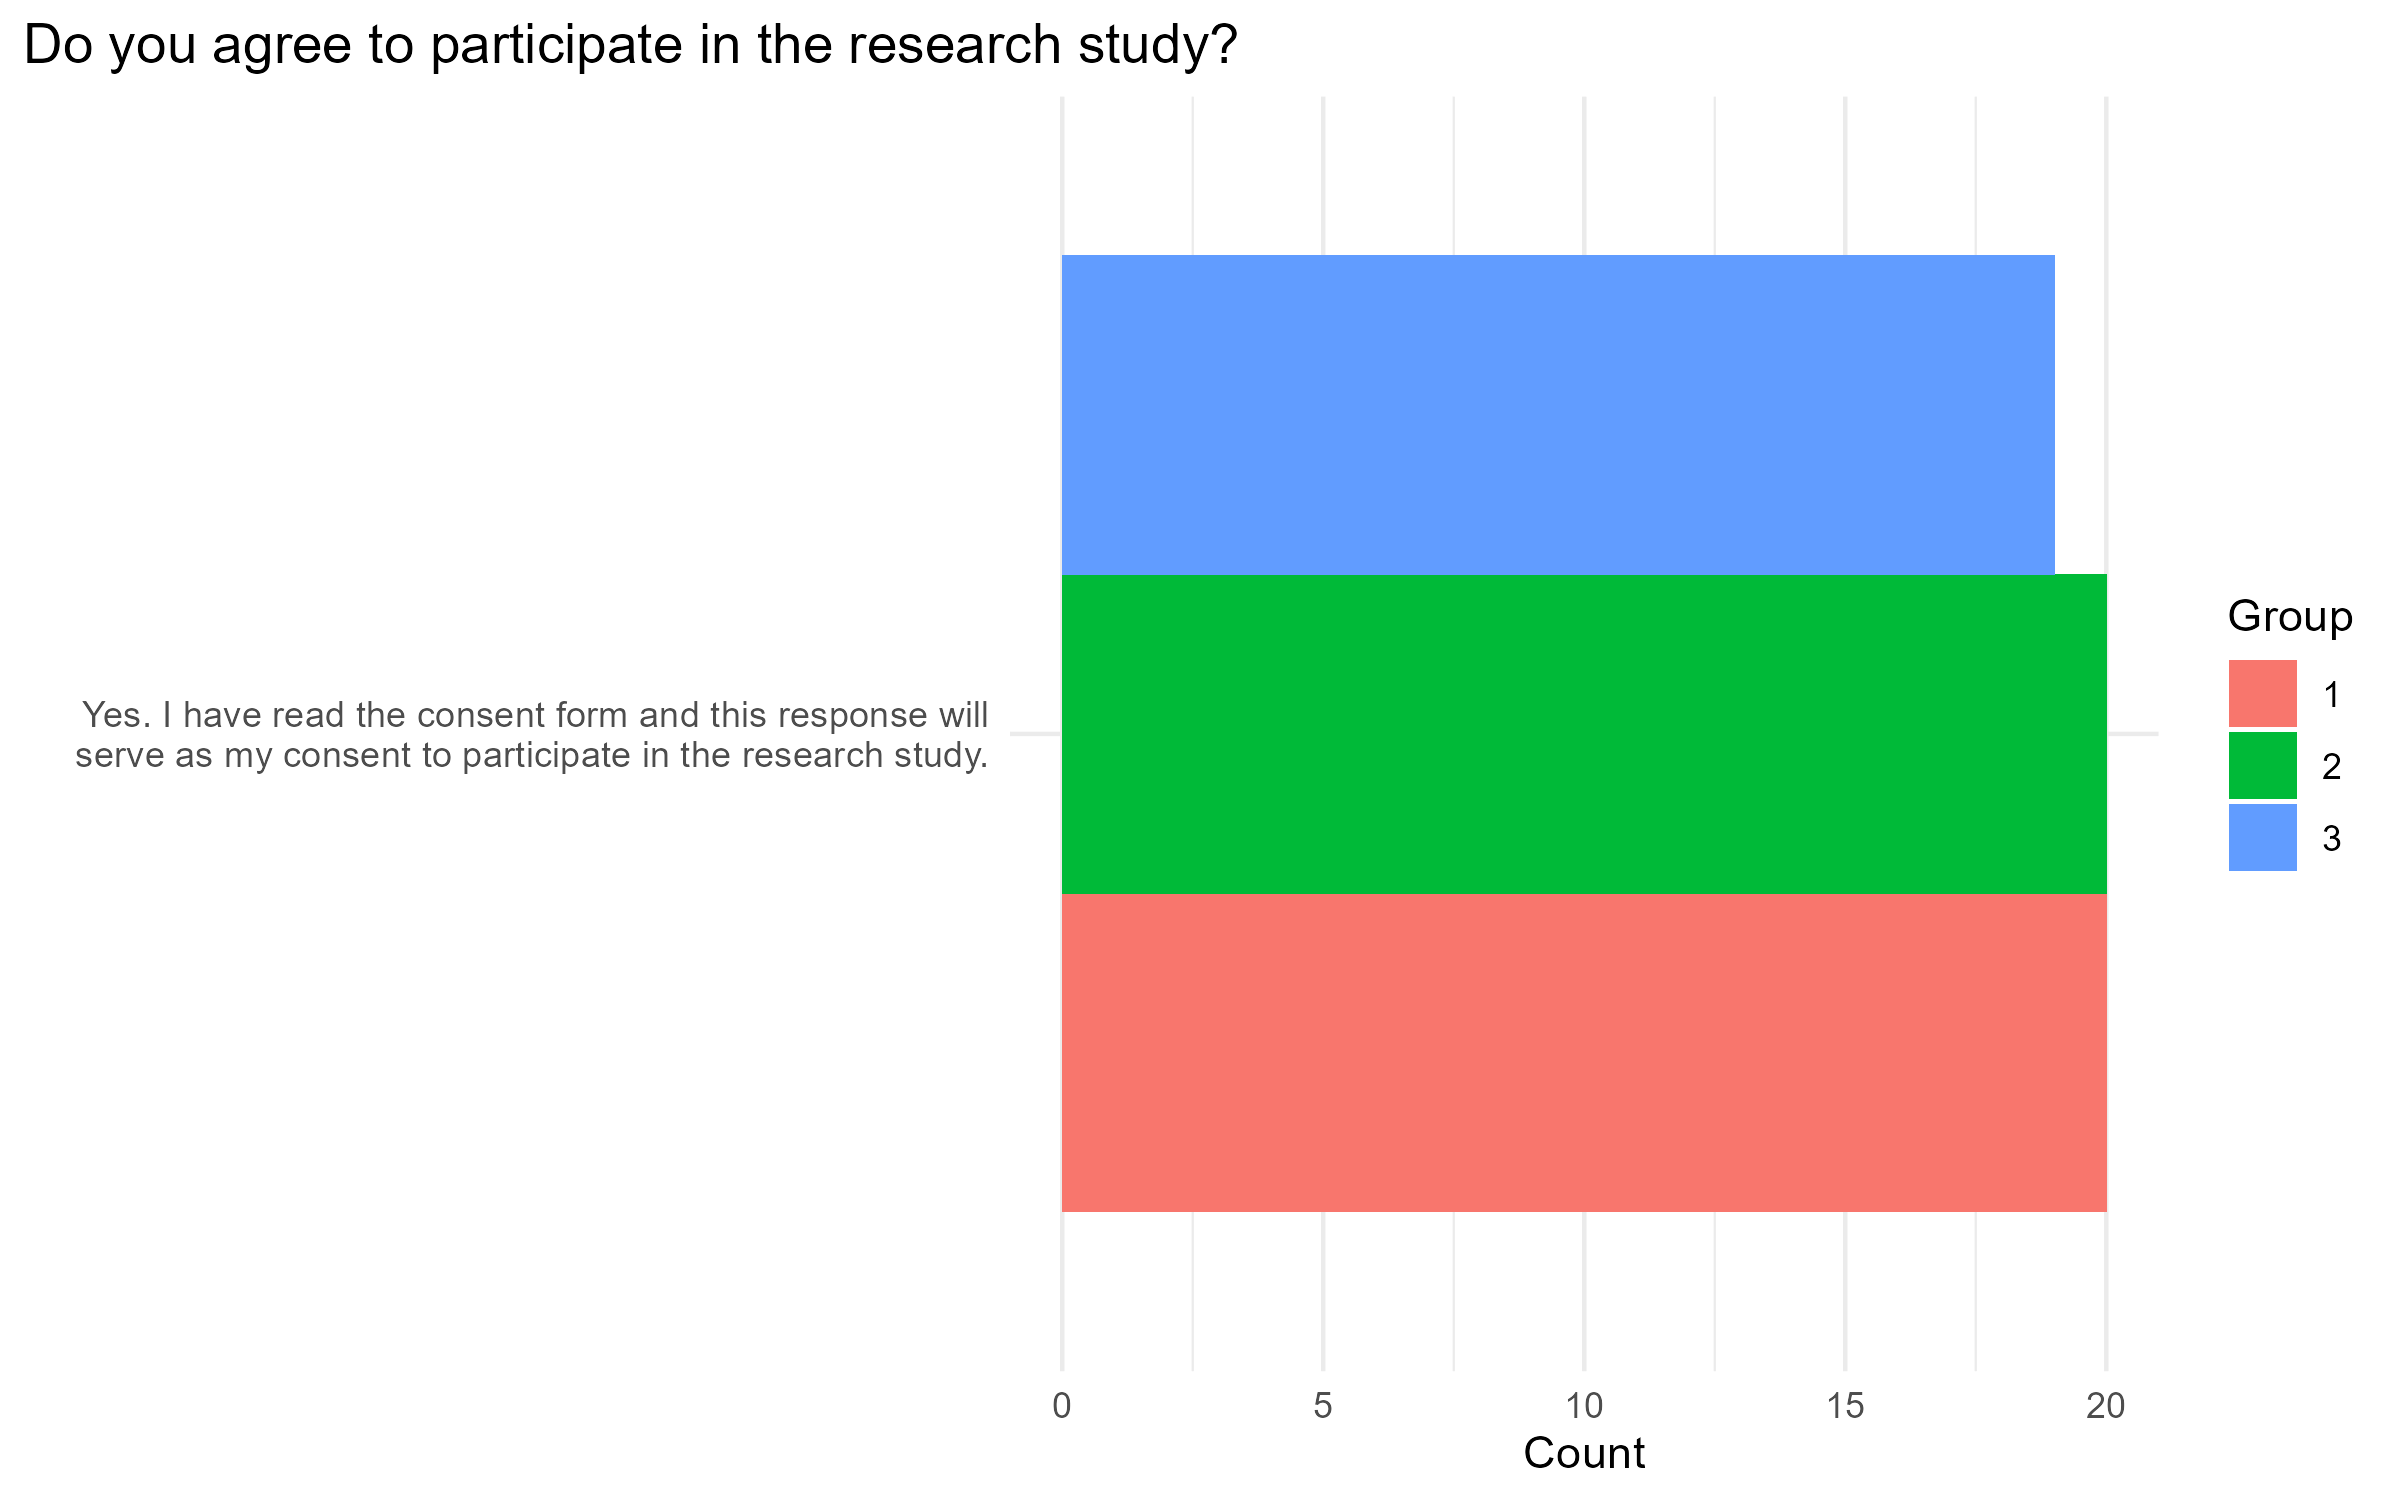 Do you agree to participate in the research study?
Yes. I have read the consent form and this response will
serve as my consent to participate in the research study.
Group
1
2
3
0 5 10 15 20
Count